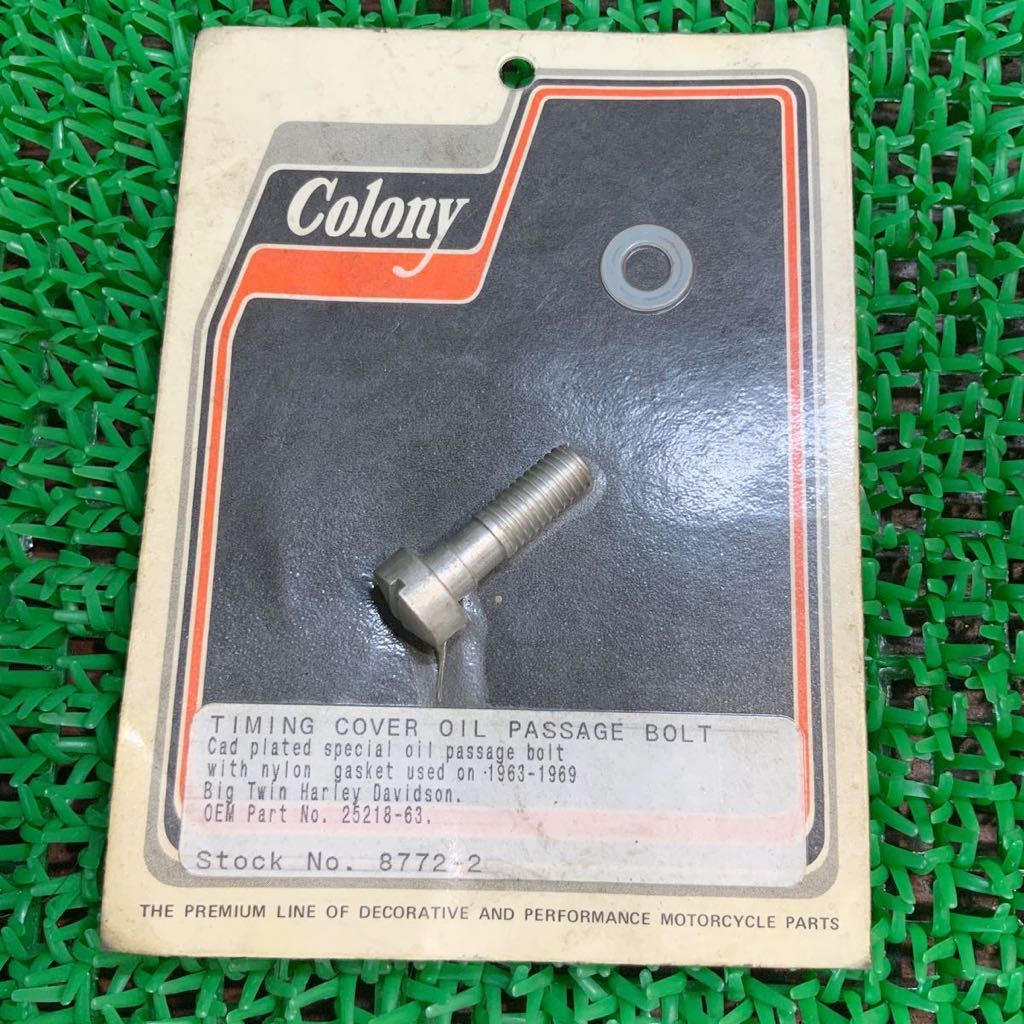 Colony
TIMING COVER OIL PASSAGE BOLT
Cad plated special oil passage bolt
with nylon gasket used on 1963-1969
Big Twin Harley Davidson.
OEM Part No. 25218-63.
Stock No. 8772-2
THE PREMIUM LINE OF DECORATIVE AND PERFORMANCE MOTORCYCLE PARTS